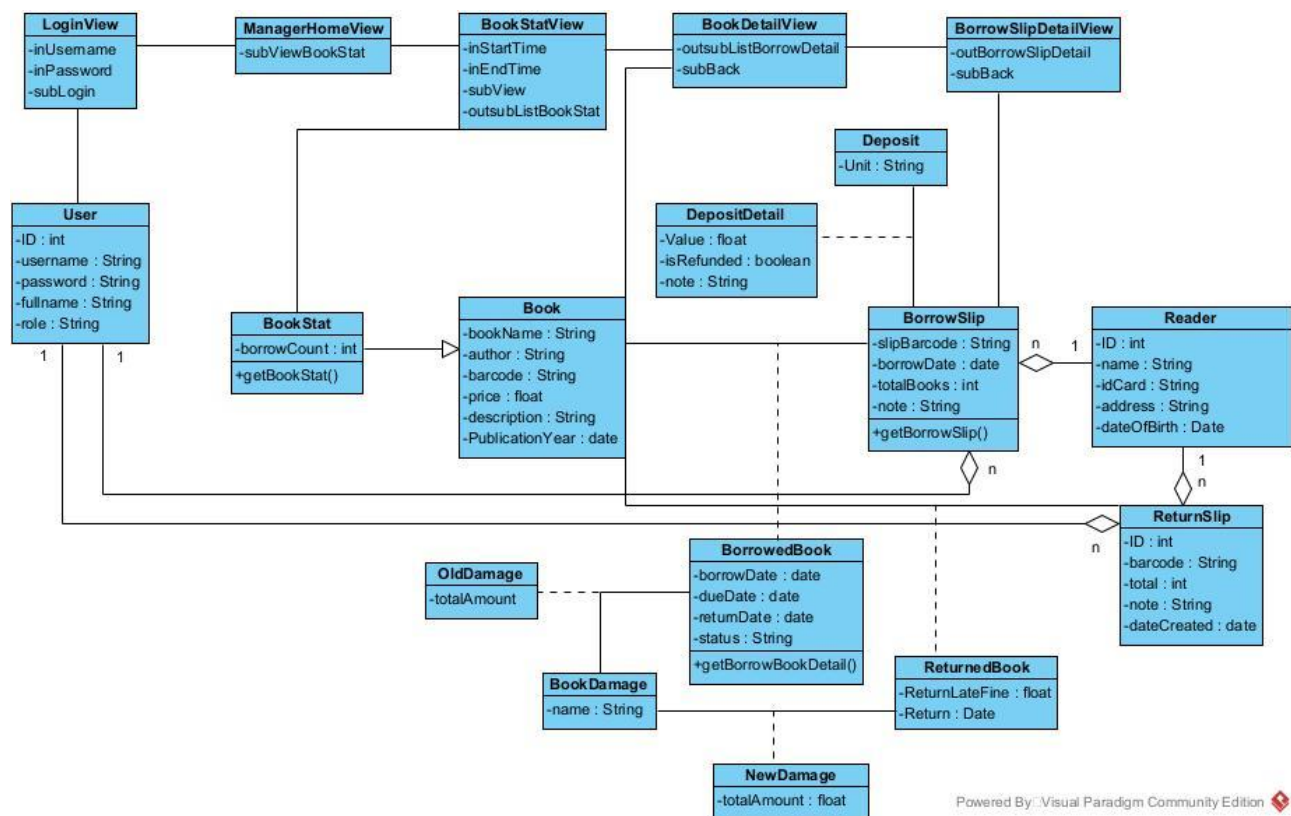 LoginView
-inUsername
-inPassword
-subLogin
ManagerHomeView
-subViewBookStat
BookStatView
-inStartTime
-inEndTime
-subView
-outsubListBookStat
BookDetailView
-outsubListBorrowDetail
-subBack
BorrowSlipDetailView
-outBorrowSlipDetail
-subBack
Deposit
-Unit : String
DepositDetail
-Value : float
-isRefunded : boolean
-note : String
User
-ID : int
-username : String
-password : String
-fullname : String
-role : String
1
1
BookStat
-borrowCount : int
+getBookStat()
Book
-bookName : String
-author : String
-barcode : String
-price : float
-description : String
-PublicationYear : date
BorrowSlip
-slipBarcode : String
-borrowDate : date
-totalBooks : int
-note : String
+getBorrowSlip()
n
1
n
Reader
-ID : int
-name : String
-idCard : String
-address : String
-dateOfBirth : Date
1
n
n
ReturnSlip
-ID : int
-barcode : String
-total : int
-note : String
-dateCreated : date
OldDamage
-totalAmount
BorrowedBook
-borrowDate : date
-dueDate : date
-returnDate : date
-status : String
+getBorrowBookDetail()
BookDamage
-name : String
ReturnedBook
-ReturnLateFine : float
-Return : Date
NewDamage
-totalAmount : float
Powered By Visual Paradigm Community Edition